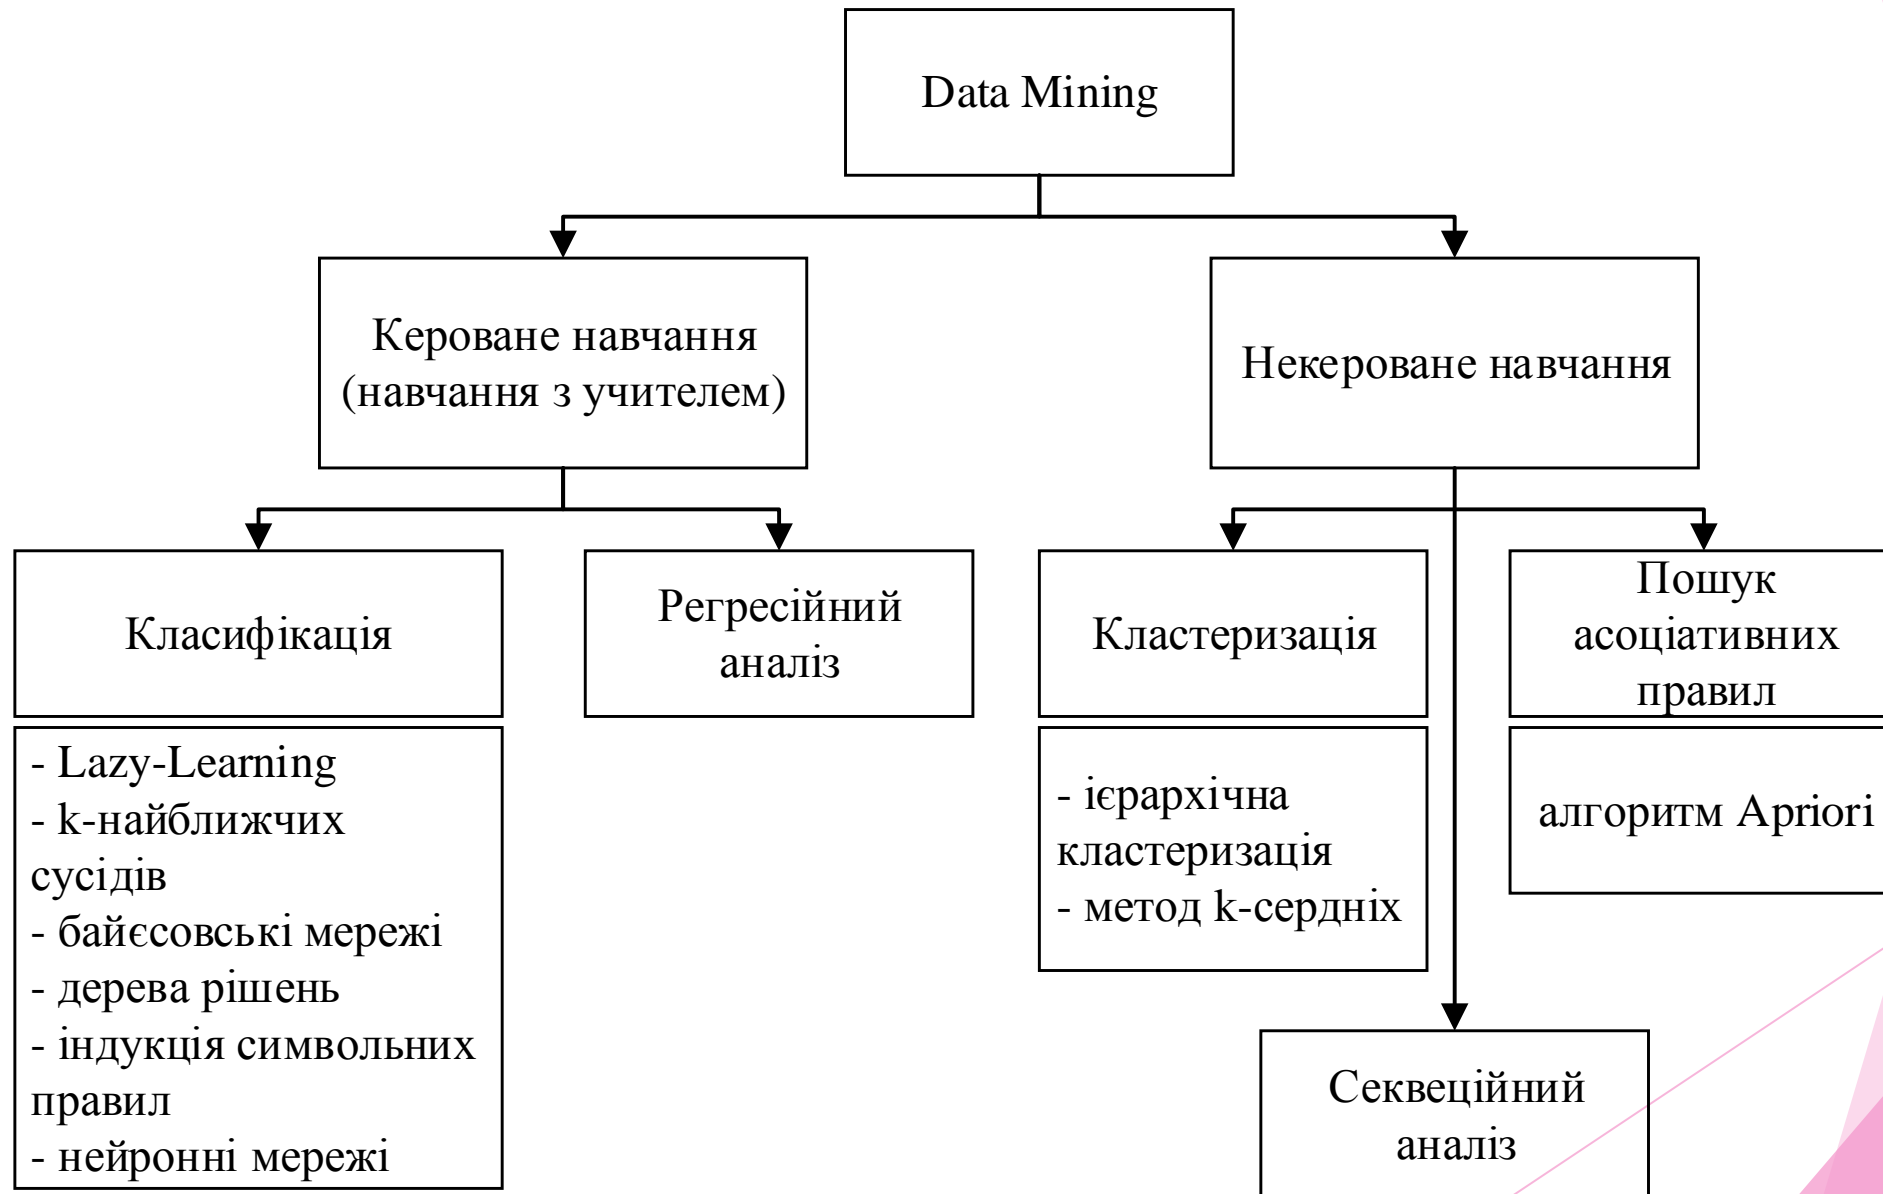 Data Mining
Кероване навчання
(навчання з учителем)
Некероване навчання
Класифікація
Регресійний
аналіз
Кластеризація
Пошук
асоціативних
правил
- Lazy-Learning
- k-найближчих
сусідів
- байєсовські мережі
- дерева рішень
- індукція символьних
правил
- нейронні мережі
- ієрархічна
кластеризація
- метод k-сердніх
алгоритм Apriori
Секвеційний
аналіз